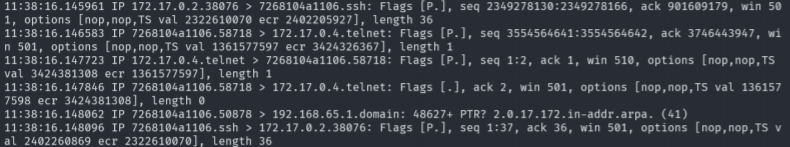 11:38:16.145961 IP 172.17.0.2.38076 > 7268104a1106.ssh: Flags [P.], seq 2349278130:2349278166, ack 901609179, win 50
1, options [nop,nop,TS val 2322610070 ecr 2402205927], length 36
11:38:16.146583 IP 7268104a1106.58718 > 172.17.0.4.telnet: Flags [P.], seq 3554564641:3554564642, ack 3746443947, wi
n 501, options [nop,nop,TS val 1361577597 ecr 3424326367], length 1
11:38:16.147723 IP 172.17.0.4.telnet > 7268104a1106.58718: Flags [P.], seq 1:2, ack 1, win 510, options [nop,nop,TS
val 3424381308 ecr 1361577597], length 1
11:38:16.147846 IP 7268104a1106.58718 > 172.17.0.4.telnet: Flags [.], ack 2, win 501, options [nop,nop,TS val 136157
7598 ecr 3424381308], length 0
11:38:16.148062 IP 7268104a1106.50878 > 192.168.65.1.domain: 48627+ PTR? 2.0.17.172.in-addr.arpa. (41)
11:38:16.148096 IP 7268104a1106.ssh > 172.17.0.2.38076: Flags [P.], seq 1:37, ack 36, win 501, options [nop,nop,TS v
al 2402260869 ecr 2322610070], length 36